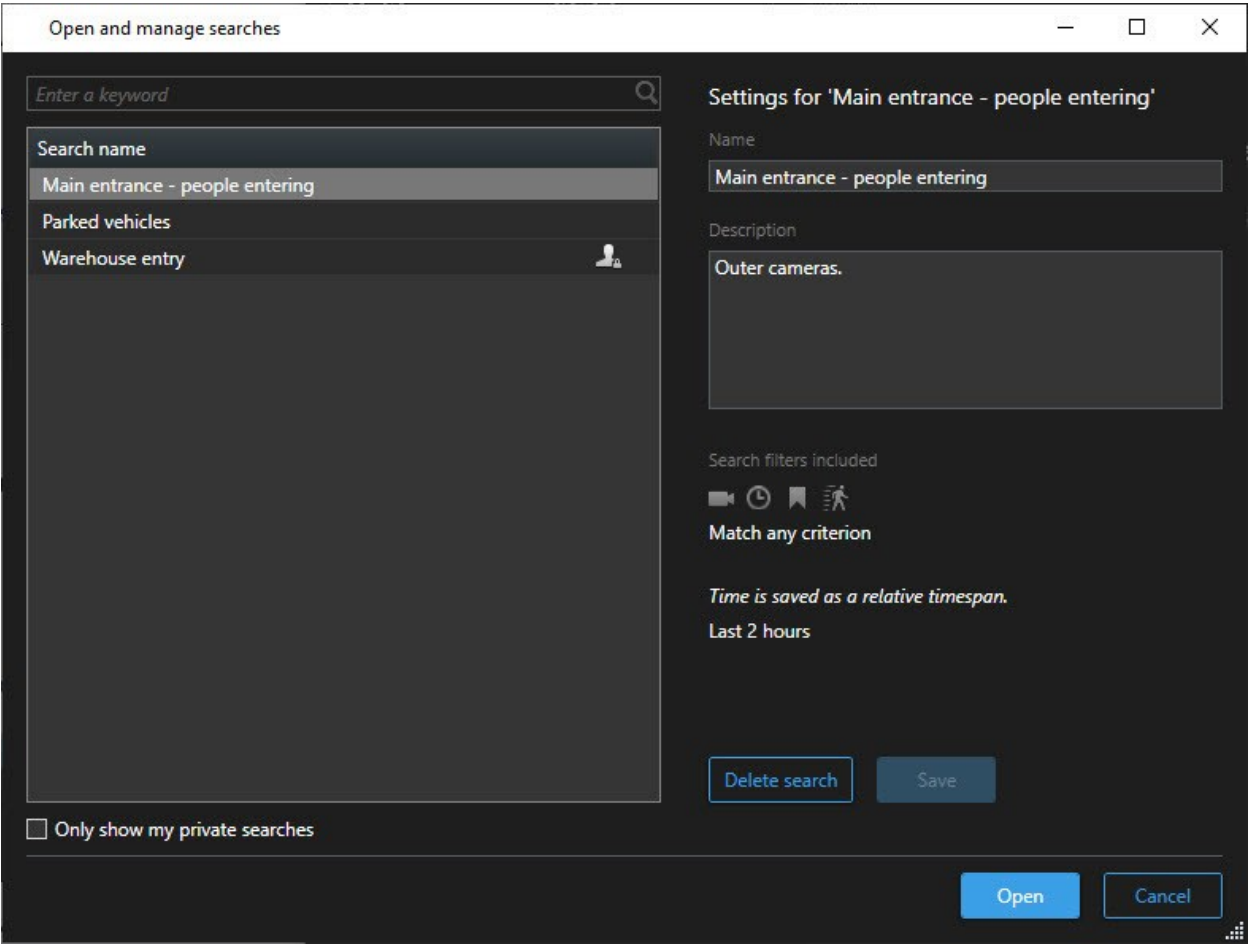 Open and manage searches
Enter a keyword
Search name
Main entrance - people entering
Parked vehicles
Warehouse entry
Only show my private searches
Settings for 'Main entrance - people entering'
Name
Main entrance - people entering
Description
Outer cameras.
Search filters included
Match any criterion
Time is saved as a relative timespan.
Last 2 hours
Delete search
Save
Open
Cancel